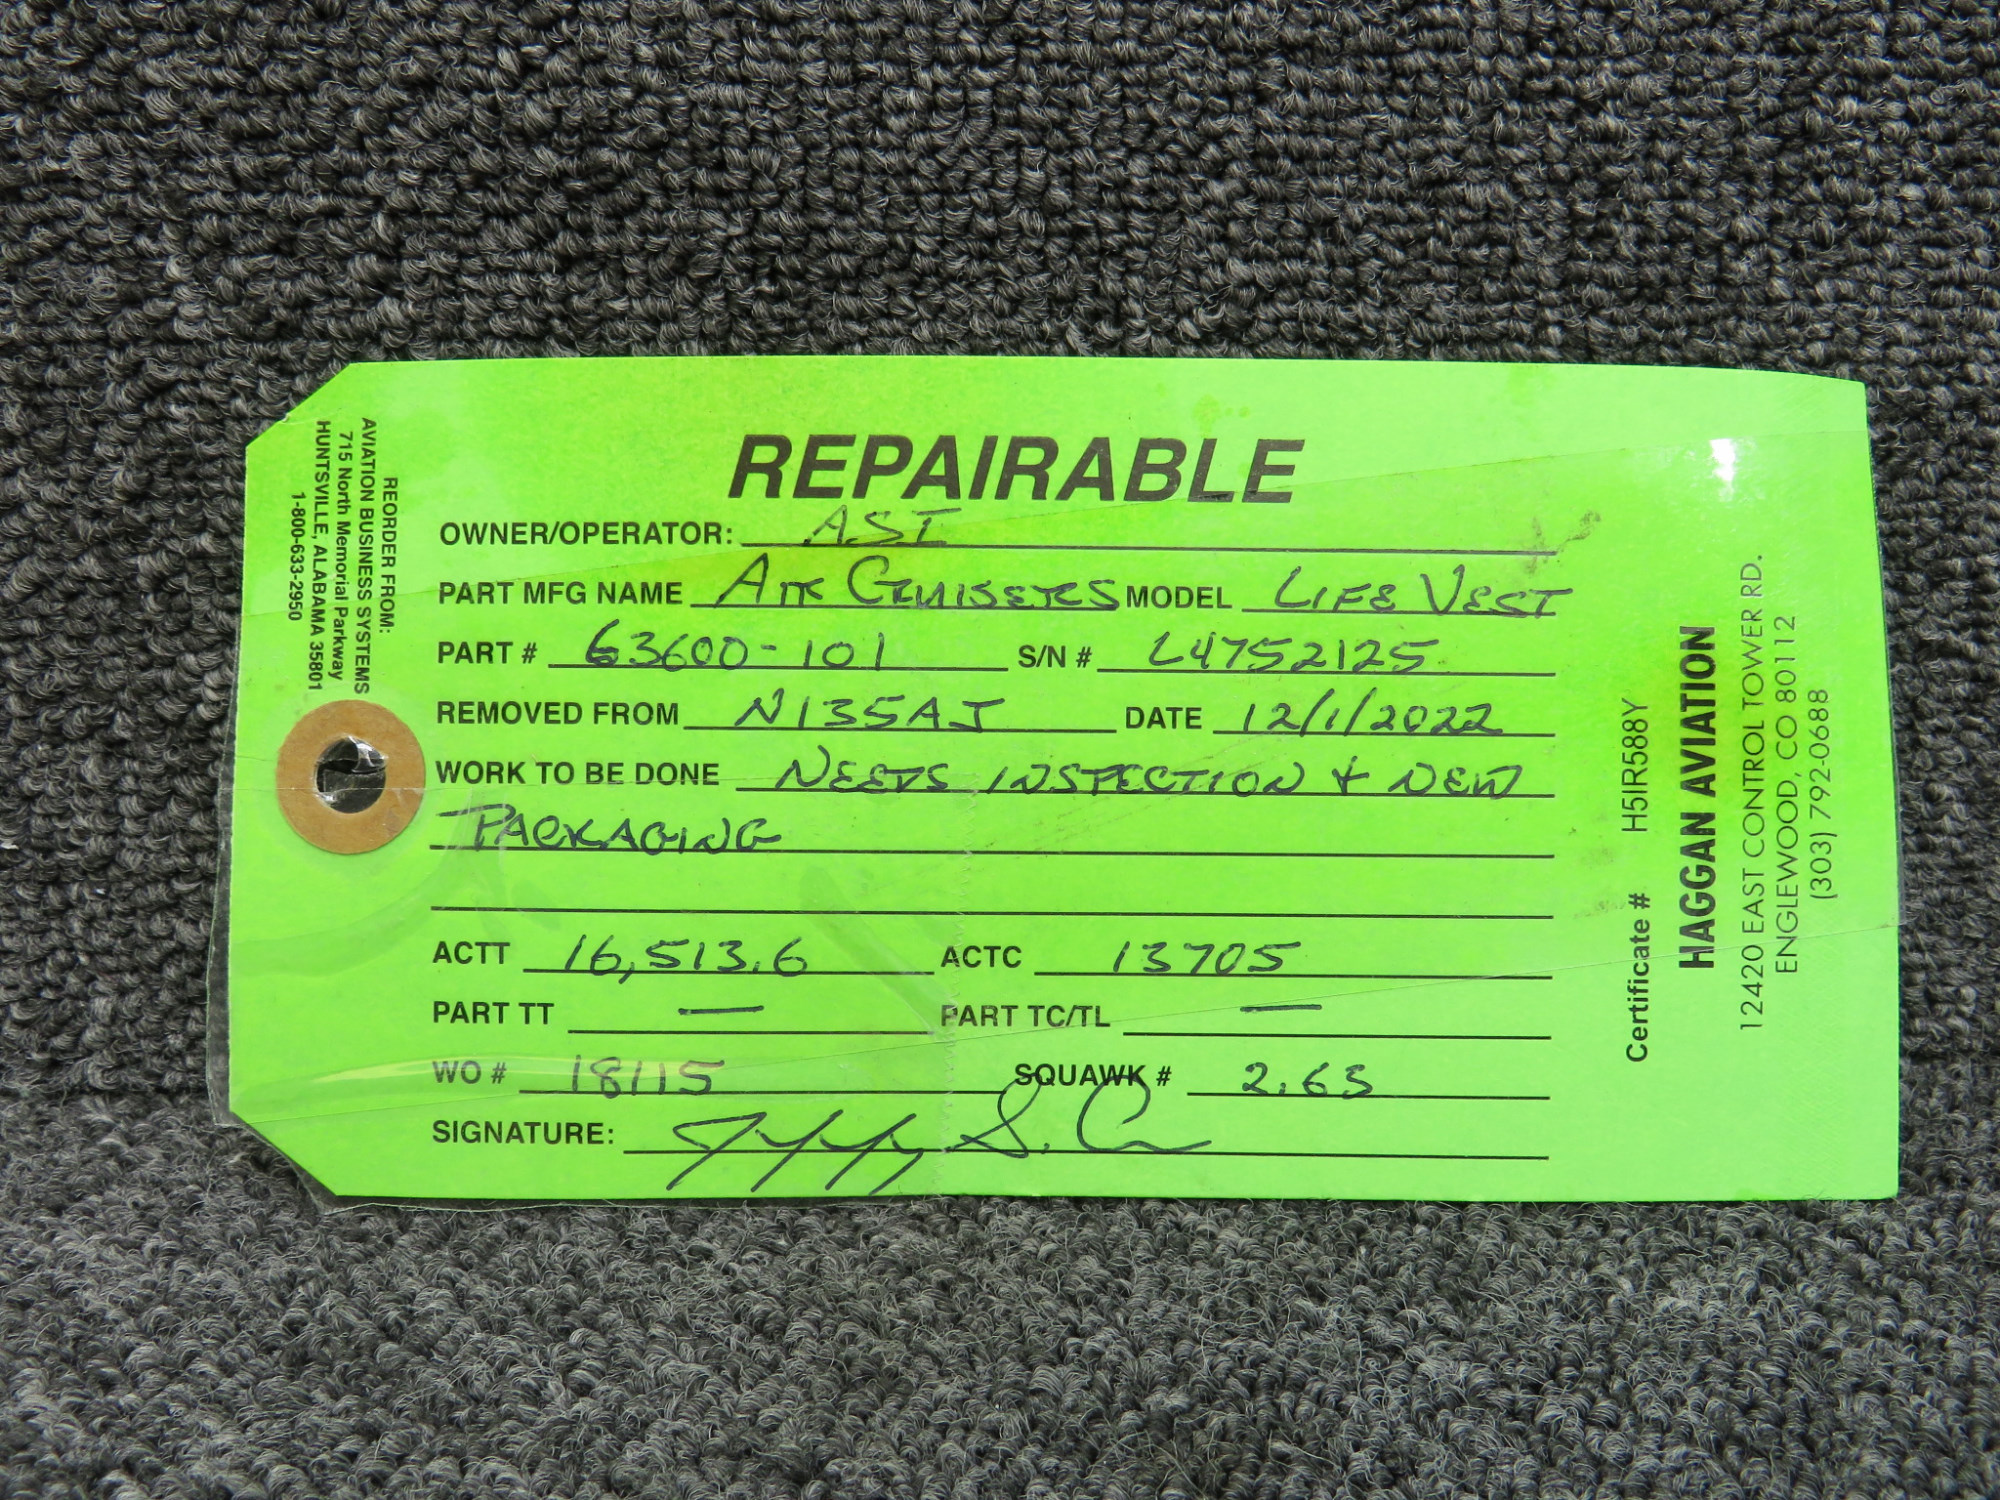 REPAIRABLE
OWNER/OPERATOR: ASI
PART MFG NAME AIR CRUISERS MODEL LIFE VEST
PART # 63600-101 S/N # L4752125
REMOVED FROM N135AJ DATE 12/1/2022
WORK TO BE DONE NEEDS INSPECTION + NEW
PACKAGING
ACTT 16,513.6 ACTC 13705
PART TT — PART TC/TL —
WO # 18115 SQUAWK # 2.63
SIGNATURE:
REORDER FROM:
AVIATION BUSINESS SYSTEMS
715 North Memorial Parkway
HUNTSVILLE, ALABAMA 35801
1-800-633-2950
Certificate # H5IR588Y
HAGGAN AVIATION
12420 EAST CONTROL TOWER RD.
ENGLEWOOD, CO 80112
(303) 792-0688